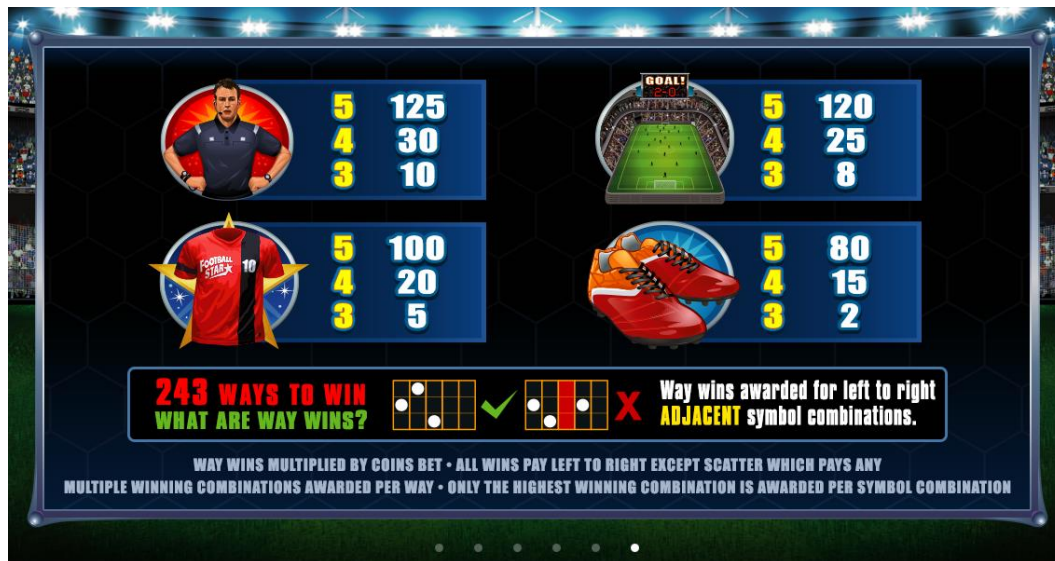 5 125
4 30
3 10
GOAL!
2-0
5 120
4 25
3 8
FOOTBALL
STAR
10
5 100
4 20
3 5
5 80
4 15
3 2
243 WAYS TO WIN
WHAT ARE WAY WINS?
Way wins awarded for left to right
ADJACENT symbol combinations.
WAY WINS MULTIPLIED BY COINS BET • ALL WINS PAY LEFT TO RIGHT EXCEPT SCATTER WHICH PAYS ANY
MULTIPLE WINNING COMBINATIONS AWARDED PER WAY • ONLY THE HIGHEST WINNING COMBINATION IS AWARDED PER SYMBOL COMBINATION